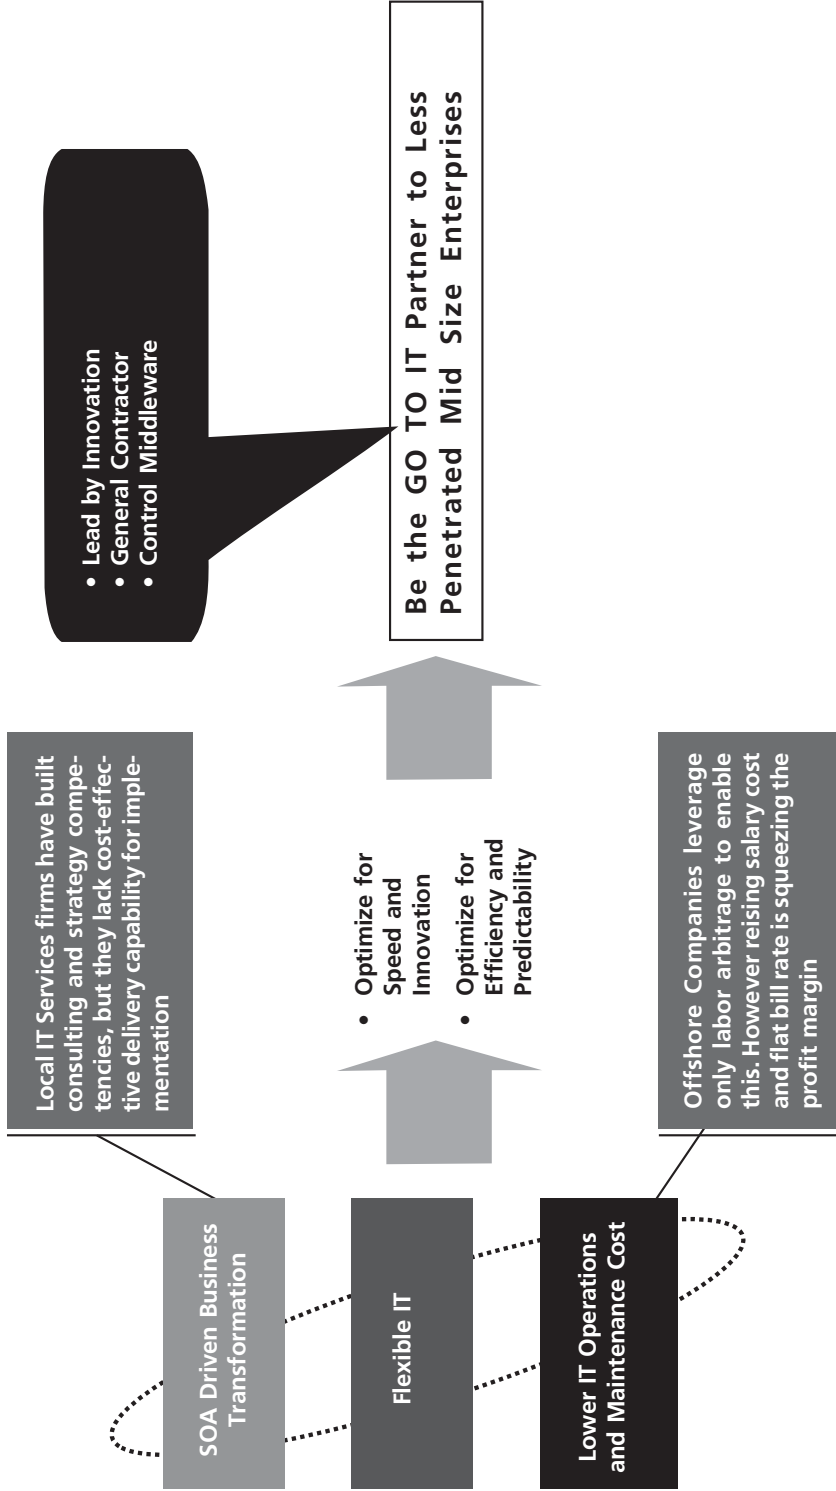 SOA Driven Business
Transformation
Flexible IT
Lower IT Operations
and Maintenance Cost
Local IT Services firms have built
consulting and strategy compe-
tencies, but they lack cost-effec-
tive delivery capability for imple-
mentation
• Optimize for
Speed and
Innovation
• Optimize for
Efficiency and
Predictability
Offshore Companies leverage
only labor arbitrage to enable
this. However reising salary cost
and flat bill rate is squeezing the
profit margin
• Lead by Innovation
• General Contractor
• Control Middleware
Be the GO TO IT Partner to Less
Penetrated Mid Size Enterprises